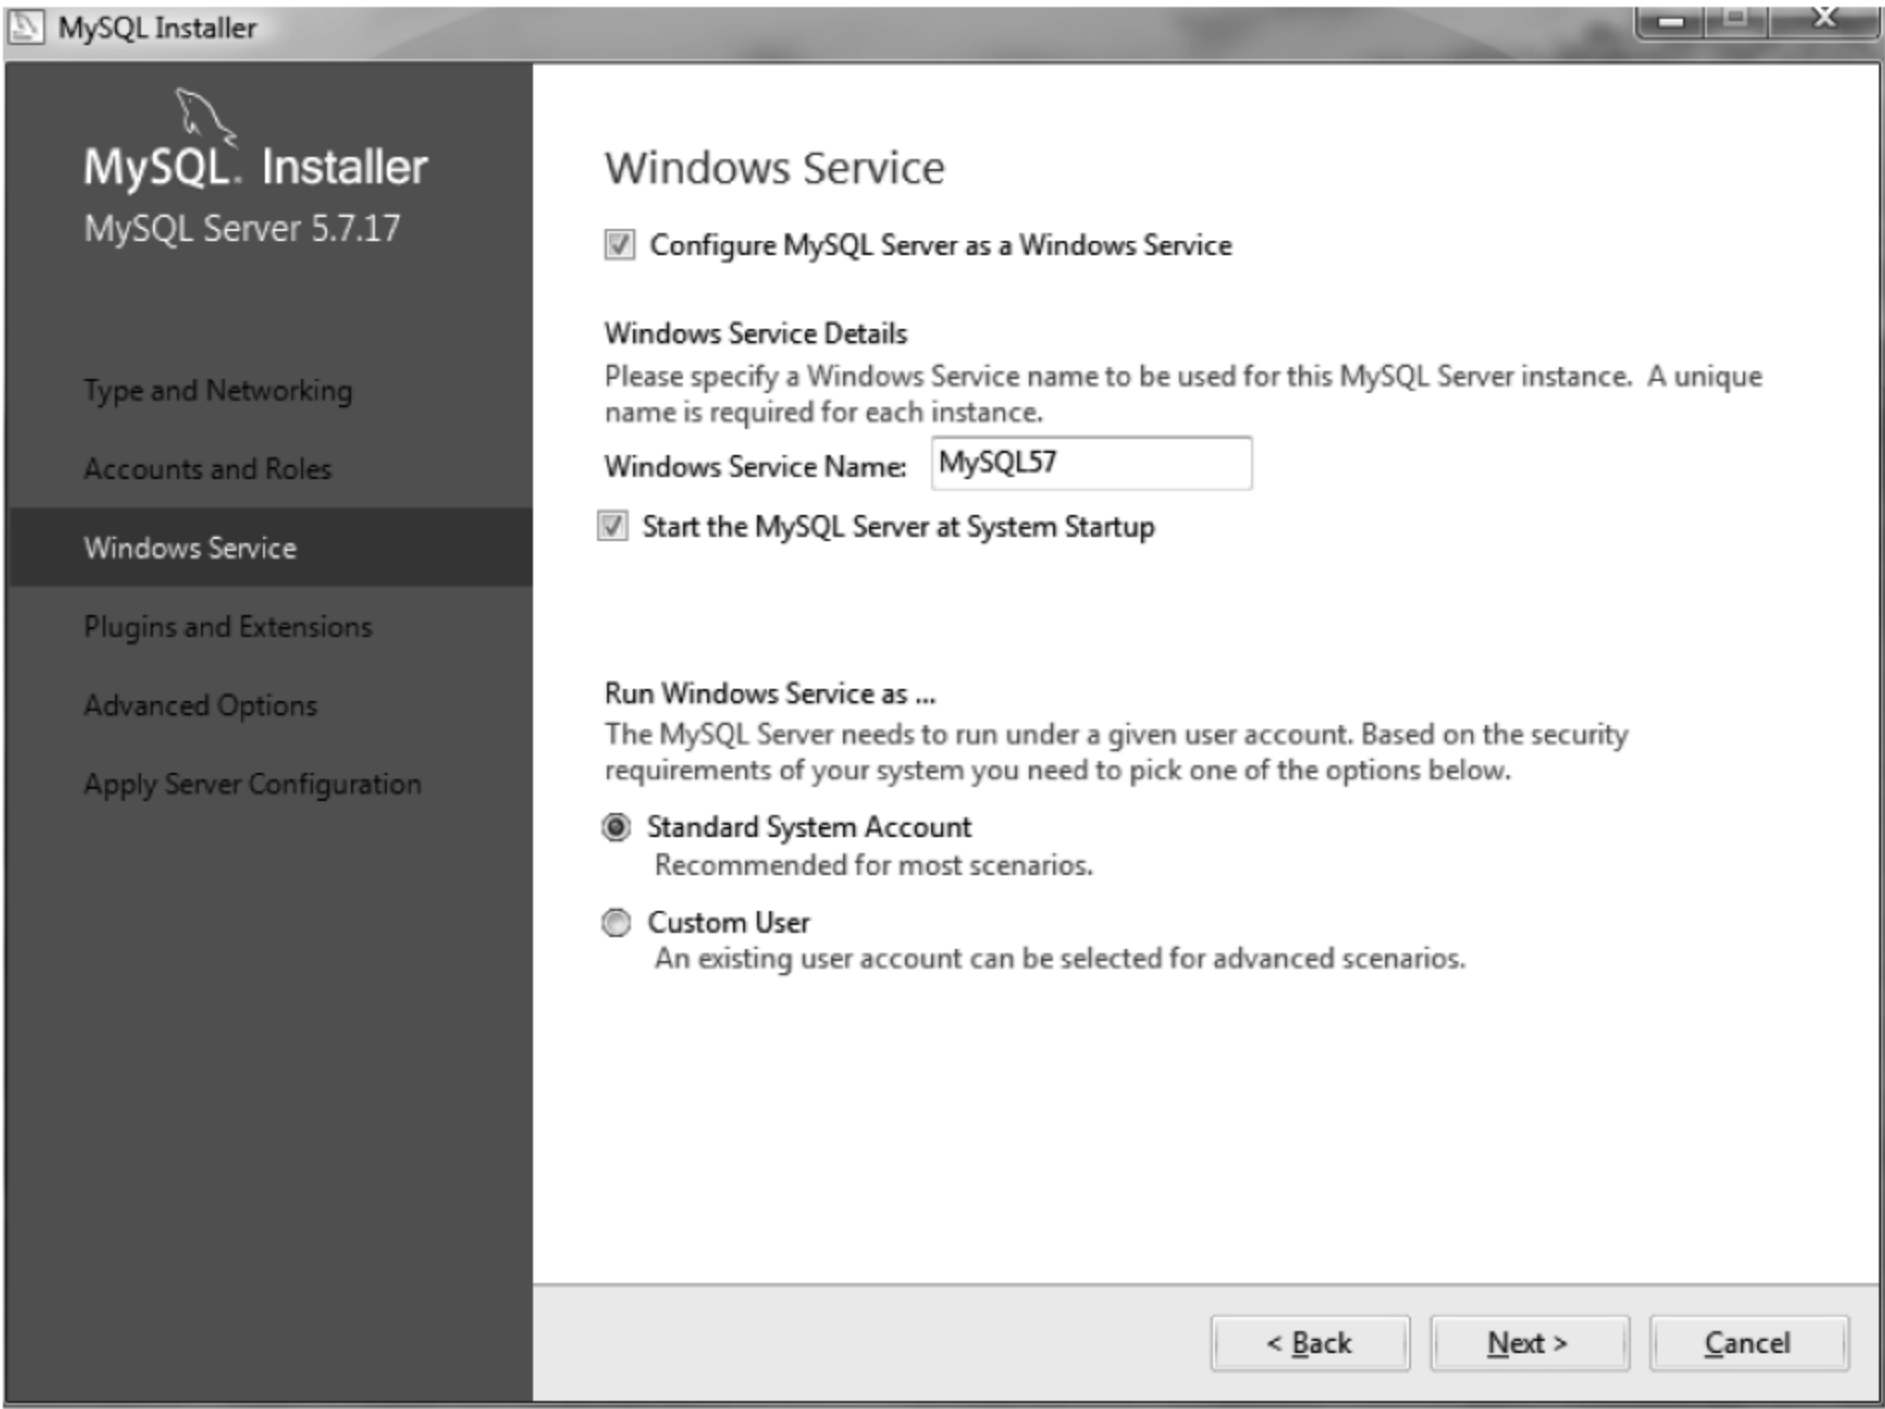 MySQL Installer
MySQL. Installer
MySQL Server 5.7.17
Type and Networking
Accounts and Roles
Windows Service
Plugins and Extensions
Advanced Options
Apply Server Configuration
Windows Service
Configure MySQL Server as a Windows Service
Windows Service Details
Please specify a Windows Service name to be used for this MySQL Server instance.  A unique
name is required for each instance.
Windows Service Name: MySQL57
Start the MySQL Server at System Startup
Run Windows Service as ...
The MySQL Server needs to run under a given user account. Based on the security
requirements of your system you need to pick one of the options below.
Standard System Account
Recommended for most scenarios.
Custom User
An existing user account can be selected for advanced scenarios.
< Back Next > Cancel